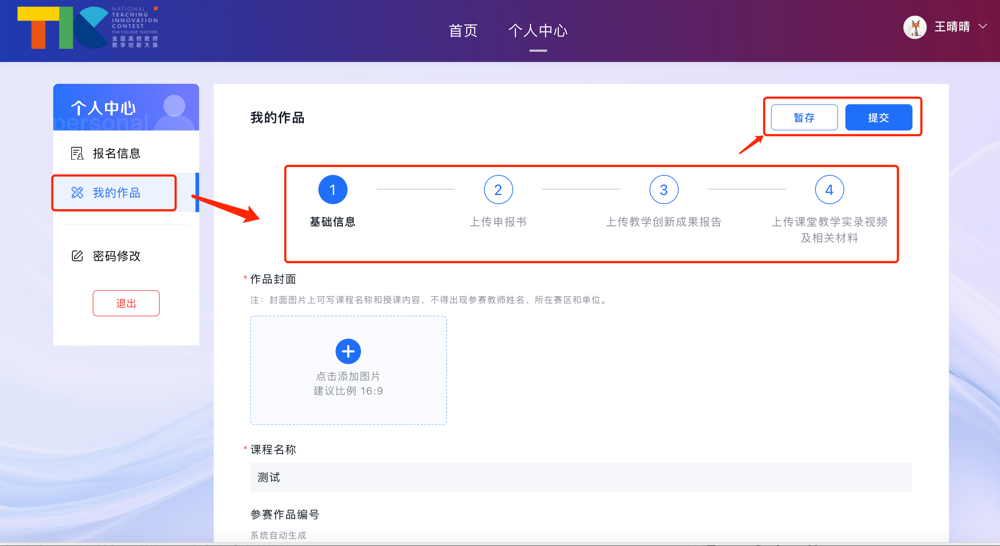 NATIONAL
TEACHING
INNOVATION
CONTEST
FOR COLLEGE TEACHERS
全国高校教师
教学创新大赛
首页
个人中心
王晴晴
个人中心
personal
报名信息
我的作品
密码修改
退出
我的作品
暂存
提交
1
2
3
4
基础信息
上传申报书
上传教学创新成果报告
上传课堂教学实录视频
及相关材料
* 作品封面
注：封面图片上可写课程名称和授课内容，不得出现参赛教师姓名、所在赛区和单位。
点击添加图片
建议比例 16:9
* 课程名称
测试
参赛作品编号
系统自动生成